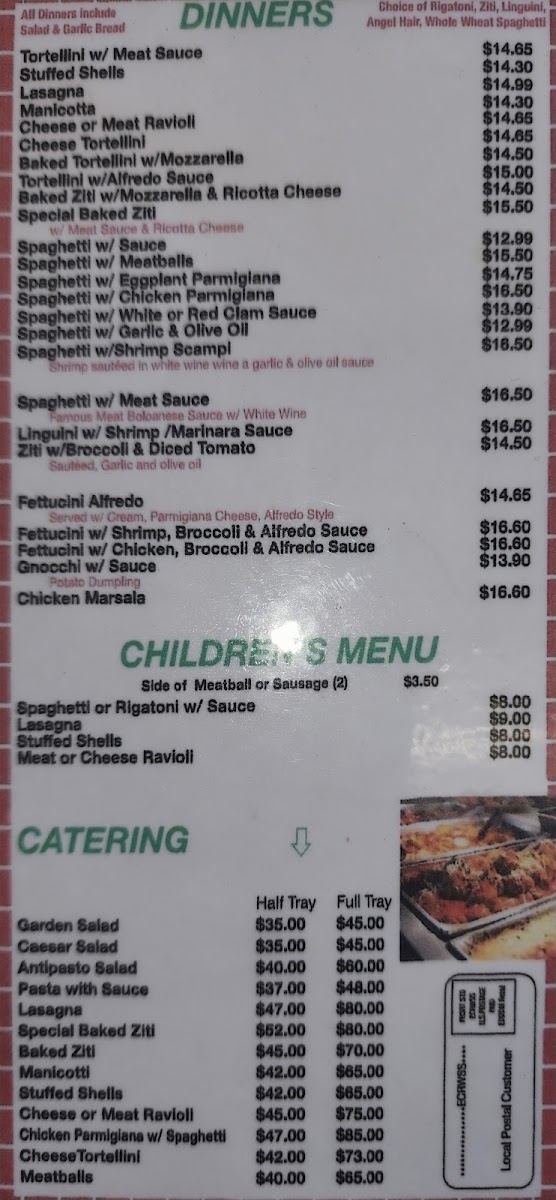 All Dinners include
Salad & Garlic Bread
DINNERS
Choice of Rigatoni, Ziti, Linguini,
Angel Hair, Whole Wheat Spaghetti
Tortellini w/ Meat Sauce $14.65
Stuffed Shells $14.30
Lasagna $14.99
Manicotta $14.30
Cheese or Meat Ravioli $14.65
Cheese Tortellini $14.65
Baked Tortellini w/Mozzarella $14.50
Tortellini w/Alfredo Sauce $15.00
Baked Ziti w/Mozzarella & Ricotta Cheese $14.50
Special Baked Ziti $15.50
w/ Meat Sauce & Ricotta Cheese
Spaghetti w/ Sauce $12.99
Spaghetti w/ Meatballs $15.50
Spaghetti w/ Eggplant Parmigiana $14.75
Spaghetti w/ Chicken Parmigiana $16.50
Spaghetti w/ White or Red Clam Sauce $13.90
Spaghetti w/ Garlic & Olive Oil $12.99
Spaghetti w/Shrimp Scampi $16.50
Shrimp sautéed in white wine wine a garlic & olive oil sauce
Spaghetti w/ Meat Sauce $16.50
Famous Meat Boloanese Sauce w/ White Wine
Linguini w/ Shrimp /Marinara Sauce $16.50
Ziti w/Broccoli & Diced Tomato $14.50
Sautéed, Garlic and olive oil
Fettucini Alfredo $14.65
Served w/ Cream, Parmigiana Cheese, Alfredo Style
Fettucini w/ Shrimp, Broccoli & Alfredo Sauce $16.60
Fettucini w/ Chicken, Broccoli & Alfredo Sauce $16.60
Gnocchi w/ Sauce $13.90
Potato Dumpling
Chicken Marsala $16.60
CHILDREN'S MENU
Side of Meatball or Sausage (2) $3.50
Spaghetti or Rigatoni w/ Sauce $8.00
Lasagna $9.00
Stuffed Shells $8.00
Meat or Cheese Ravioli $8.00
CATERING
Half Tray Full Tray
Garden Salad $35.00 $45.00
Caesar Salad $35.00 $45.00
Antipasto Salad $40.00 $60.00
Pasta with Sauce $37.00 $48.00
Lasagna $47.00 $80.00
Special Baked Ziti $52.00 $80.00
Baked Ziti $45.00 $70.00
Manicotti $42.00 $65.00
Stuffed Shells $42.00 $65.00
Cheese or Meat Ravioli $45.00 $75.00
Chicken Parmigiana w/ Spaghetti $47.00 $85.00
CheeseTortellini $42.00 $73.00
Meatballs $40.00 $65.00
PRSRT STD
ECRWSS
U.S.POSTAGE
PAID
EDDM Retail
***************ECRWSS****
Local Postal Customer